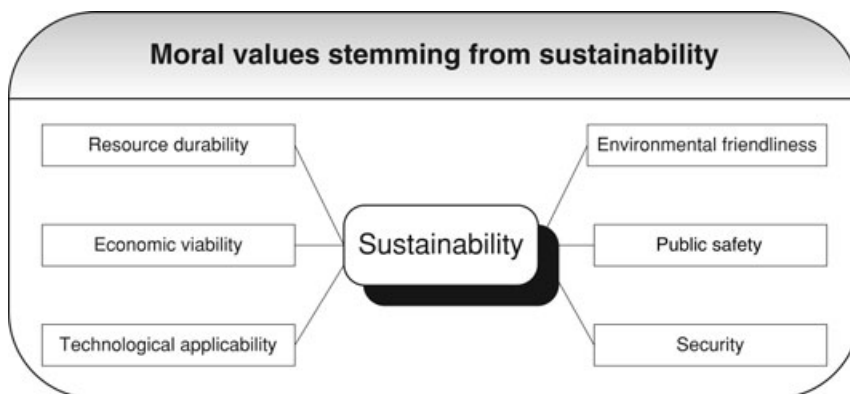 Moral values stemming from sustainability
Resource durability
Economic viability
Technological applicability
Sustainability
Environmental friendliness
Public safety
Security